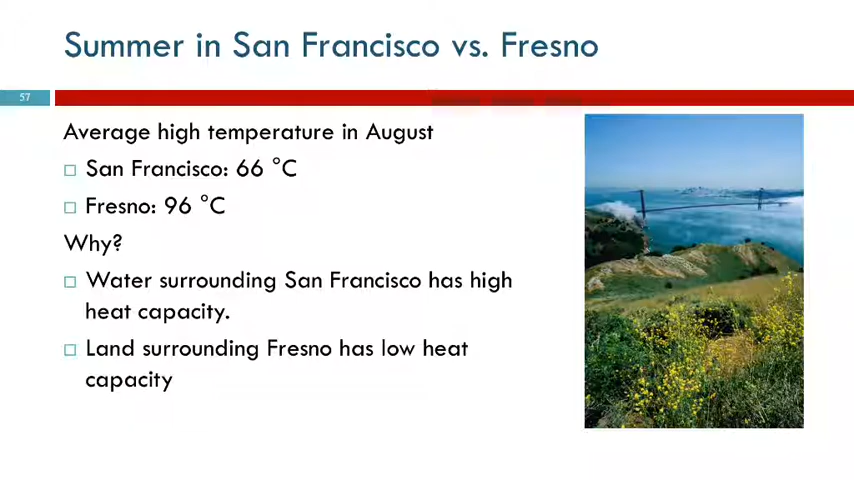 Summer in San Francisco vs. Fresno
57
Average high temperature in August
San Francisco: 66 °C
Fresno: 96 °C
Why?
Water surrounding San Francisco has high
heat capacity.
Land surrounding Fresno has low heat
capacity